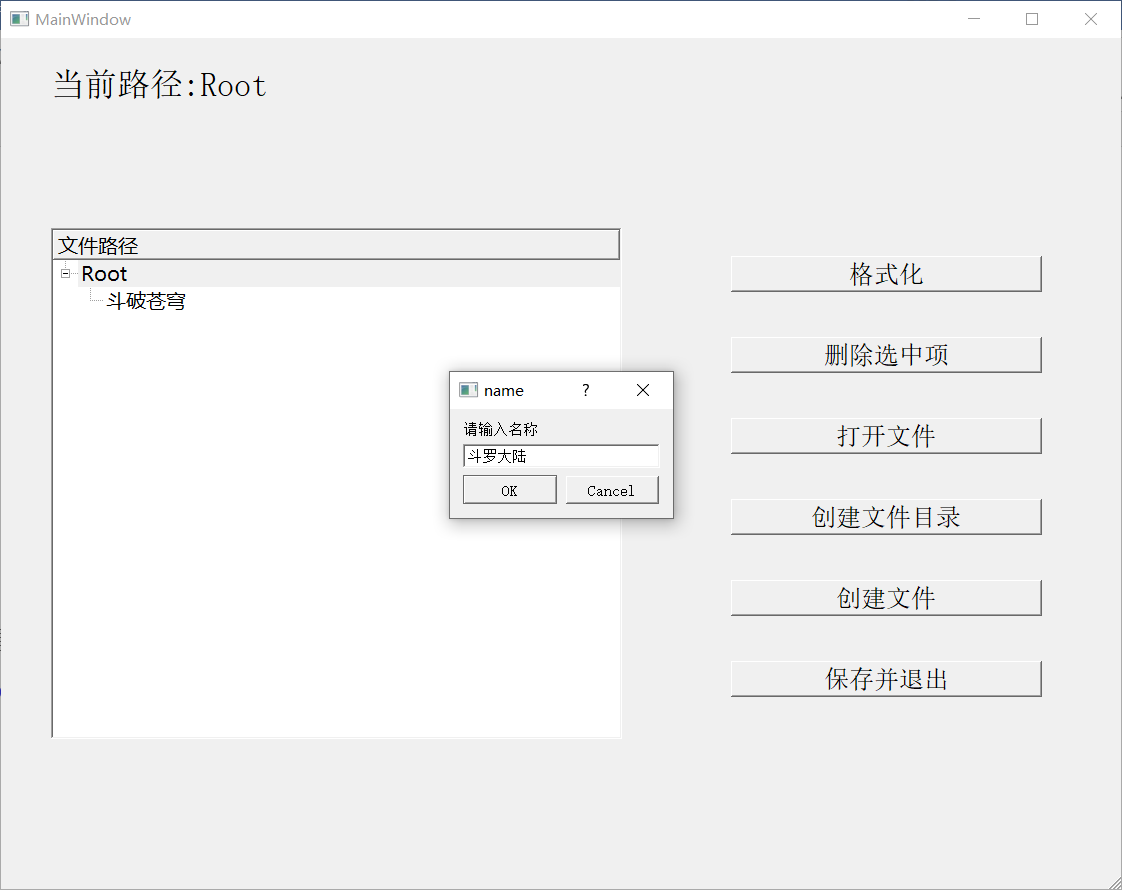 MainWindow
当前路径:Root
文件路径
Root
斗破苍穹
name
?
请输入名称
斗罗大陆
OK
Cancel
格式化
删除选中项
打开文件
创建文件目录
创建文件
保存并退出